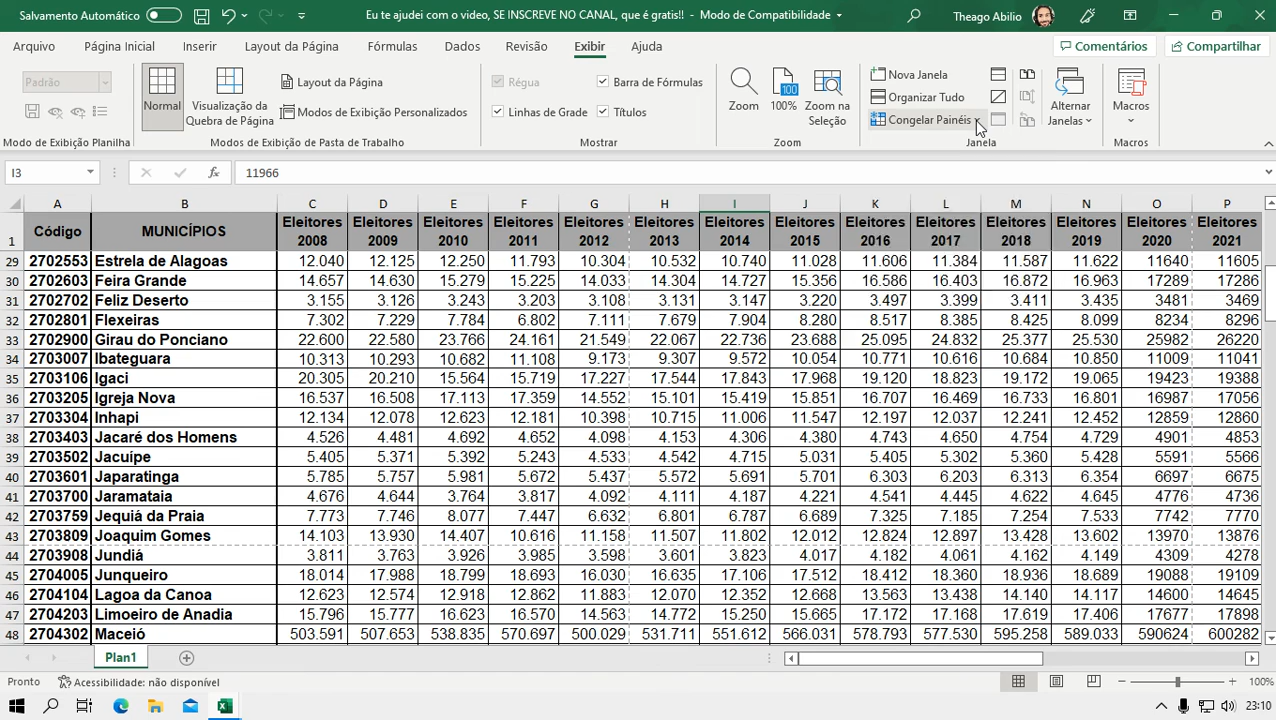 Salvamento Automático
Eu te ajudei com o video, SE INSCREVE NO CANAL, que é gratis!! - Modo de Compatibilidade
Theago Abilio
Arquivo Página Inicial Inserir Layout da Página Fórmulas Dados Revisão Exibir Ajuda
Comentários Compartilhar
Padrão
Normal
Visualização da Quebra de Página
Layout da Página
Modos de Exibição Personalizados
Régua
Barra de Fórmulas
Linhas de Grade
Títulos
Zoom
100
100%
Zoom na Seleção
Nova Janela
Organizar Tudo
Congelar Painéis
Alternar Janelas
Macros
Modo de Exibição Planilha
Modos de Exibição de Pasta de Trabalho
Mostrar
Zoom
Janela
Macros
I3 fx 11966
A B C D E F G H I J K L M N O P
1 Código MUNICÍPIOS Eleitores 2008 Eleitores 2009 Eleitores 2010 Eleitores 2011 Eleitores 2012 Eleitores 2013 Eleitores 2014 Eleitores 2015 Eleitores 2016 Eleitores 2017 Eleitores 2018 Eleitores 2019 Eleitores 2020 Eleitores 2021
29 2702553 Estrela de Alagoas 12.040 12.125 12.250 11.793 10.304 10.532 10.740 11.028 11.606 11.384 11.587 11.622 11640 11605
30 2702603 Feira Grande 14.657 14.630 15.279 15.225 14.033 14.304 14.727 15.356 16.586 16.403 16.872 16.963 17289 17286
31 2702702 Feliz Deserto 3.155 3.126 3.243 3.203 3.108 3.131 3.147 3.220 3.497 3.399 3.411 3.435 3481 3469
32 2702801 Flexeiras 7.302 7.229 7.784 6.802 7.111 7.679 7.904 8.280 8.517 8.385 8.425 8.099 8234 8296
33 2702900 Girau do Ponciano 22.600 22.580 23.766 24.161 21.549 22.067 22.736 23.688 25.095 24.832 25.377 25.530 25982 26220
34 2703007 Ibateguara 10.313 10.293 10.682 11.108 9.173 9.307 9.572 10.054 10.771 10.616 10.684 10.850 11009 11041
35 2703106 Igaci 20.305 20.210 15.564 15.719 17.227 17.544 17.843 17.968 19.120 18.823 19.172 19.065 19423 19388
36 2703205 Igreja Nova 16.537 16.508 17.113 17.359 14.552 15.101 15.419 15.851 16.707 16.469 16.733 16.801 16987 17056
37 2703304 Inhapi 12.134 12.078 12.623 12.181 10.398 10.715 11.006 11.547 12.197 12.037 12.241 12.452 12859 12860
38 2703403 Jacaré dos Homens 4.526 4.481 4.692 4.652 4.098 4.153 4.306 4.380 4.743 4.650 4.754 4.729 4901 4853
39 2703502 Jacuípe 5.405 5.371 5.392 5.243 4.533 4.542 4.715 5.031 5.405 5.302 5.360 5.428 5591 5566
40 2703601 Japaratinga 5.785 5.757 5.981 5.672 5.437 5.572 5.691 5.701 6.303 6.203 6.313 6.354 6697 6675
41 2703700 Jaramataia 4.676 4.644 3.764 3.817 4.092 4.111 4.187 4.221 4.541 4.445 4.622 4.645 4776 4736
42 2703759 Jequiá da Praia 7.773 7.746 8.077 7.447 6.632 6.801 6.787 6.689 7.325 7.185 7.254 7.533 7742 7770
43 2703809 Joaquim Gomes 14.103 13.930 14.407 10.616 11.158 11.507 11.802 12.012 12.824 12.897 13.428 13.602 13970 13876
44 2703908 Jundiá 3.811 3.763 3.926 3.985 3.598 3.601 3.823 4.017 4.182 4.061 4.162 4.149 4309 4278
45 2704005 Junqueiro 18.014 17.988 18.799 18.693 16.030 16.635 17.106 17.512 18.412 18.360 18.936 18.689 19088 19109
46 2704104 Lagoa da Canoa 12.623 12.574 12.918 12.862 11.883 12.070 12.352 12.668 13.563 13.438 14.140 14.117 14600 14645
47 2704203 Limoeiro de Anadia 15.796 15.777 16.623 16.570 14.563 14.772 15.250 15.665 17.172 17.168 17.619 17.406 17677 17898
48 2704302 Maceió 503.591 507.653 538.835 570.697 500.029 531.711 551.612 566.031 578.793 577.530 595.258 589.033 590624 600282
Plan1
Pronto Acessibilidade: não disponível 100%
23:10